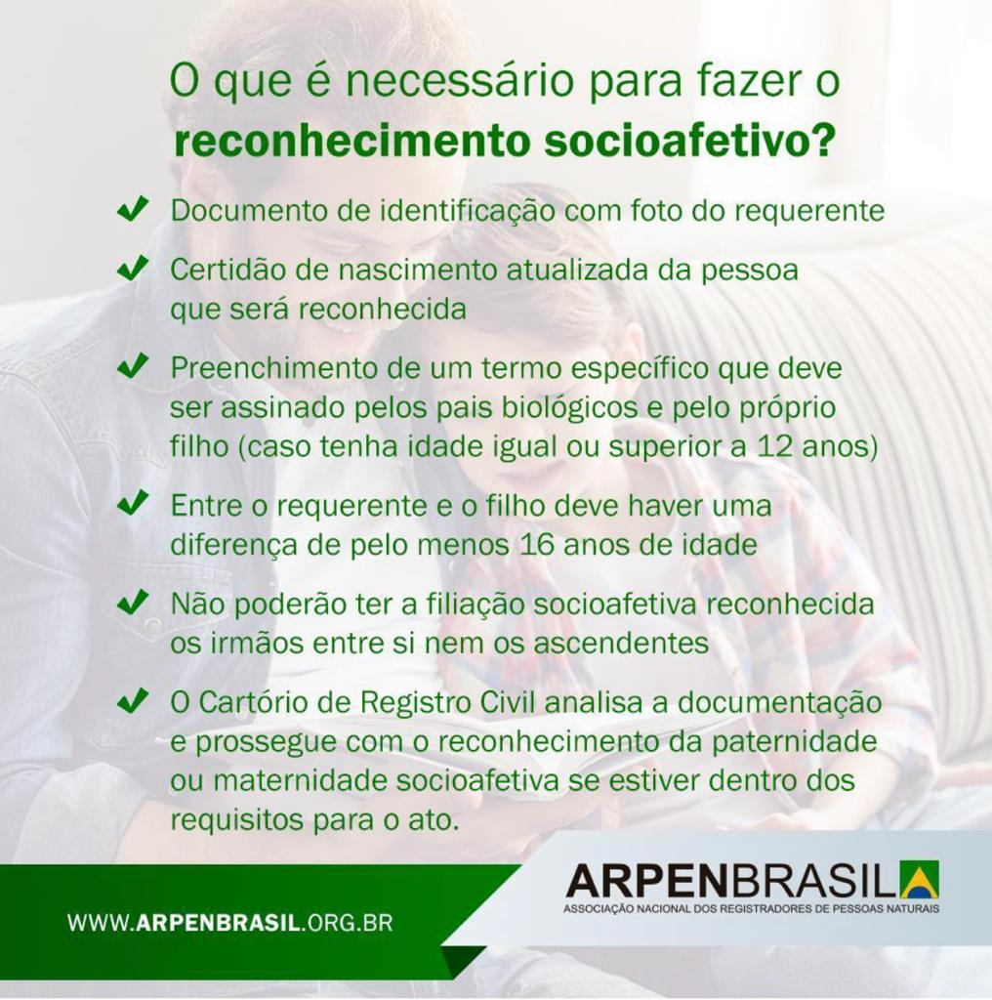 O que é necessário para fazer o
reconhecimento socioafetivo?
Documento de identificação com foto do requerente
Certidão de nascimento atualizada da pessoa
que será reconhecida
Preenchimento de um termo específico que deve
ser assinado pelos pais biológicos e pelo próprio
filho (caso tenha idade igual ou superior a 12 anos)
Entre o requerente e o filho deve haver uma
diferença de pelo menos 16 anos de idade
Não poderão ter a filiação socioafetiva reconhecida
os irmãos entre si nem os ascendentes
O Cartório de Registro Civil analisa a documentação
e prossegue com o reconhecimento da paternidade
ou maternidade socioafetiva se estiver dentro dos
requisitos para o ato.
WWW.ARPENBRASIL.ORG.BR
ARPENBRASIL
ASSOCIAÇÃO NACIONAL DOS REGISTRADORES DE PESSOAS NATURAIS